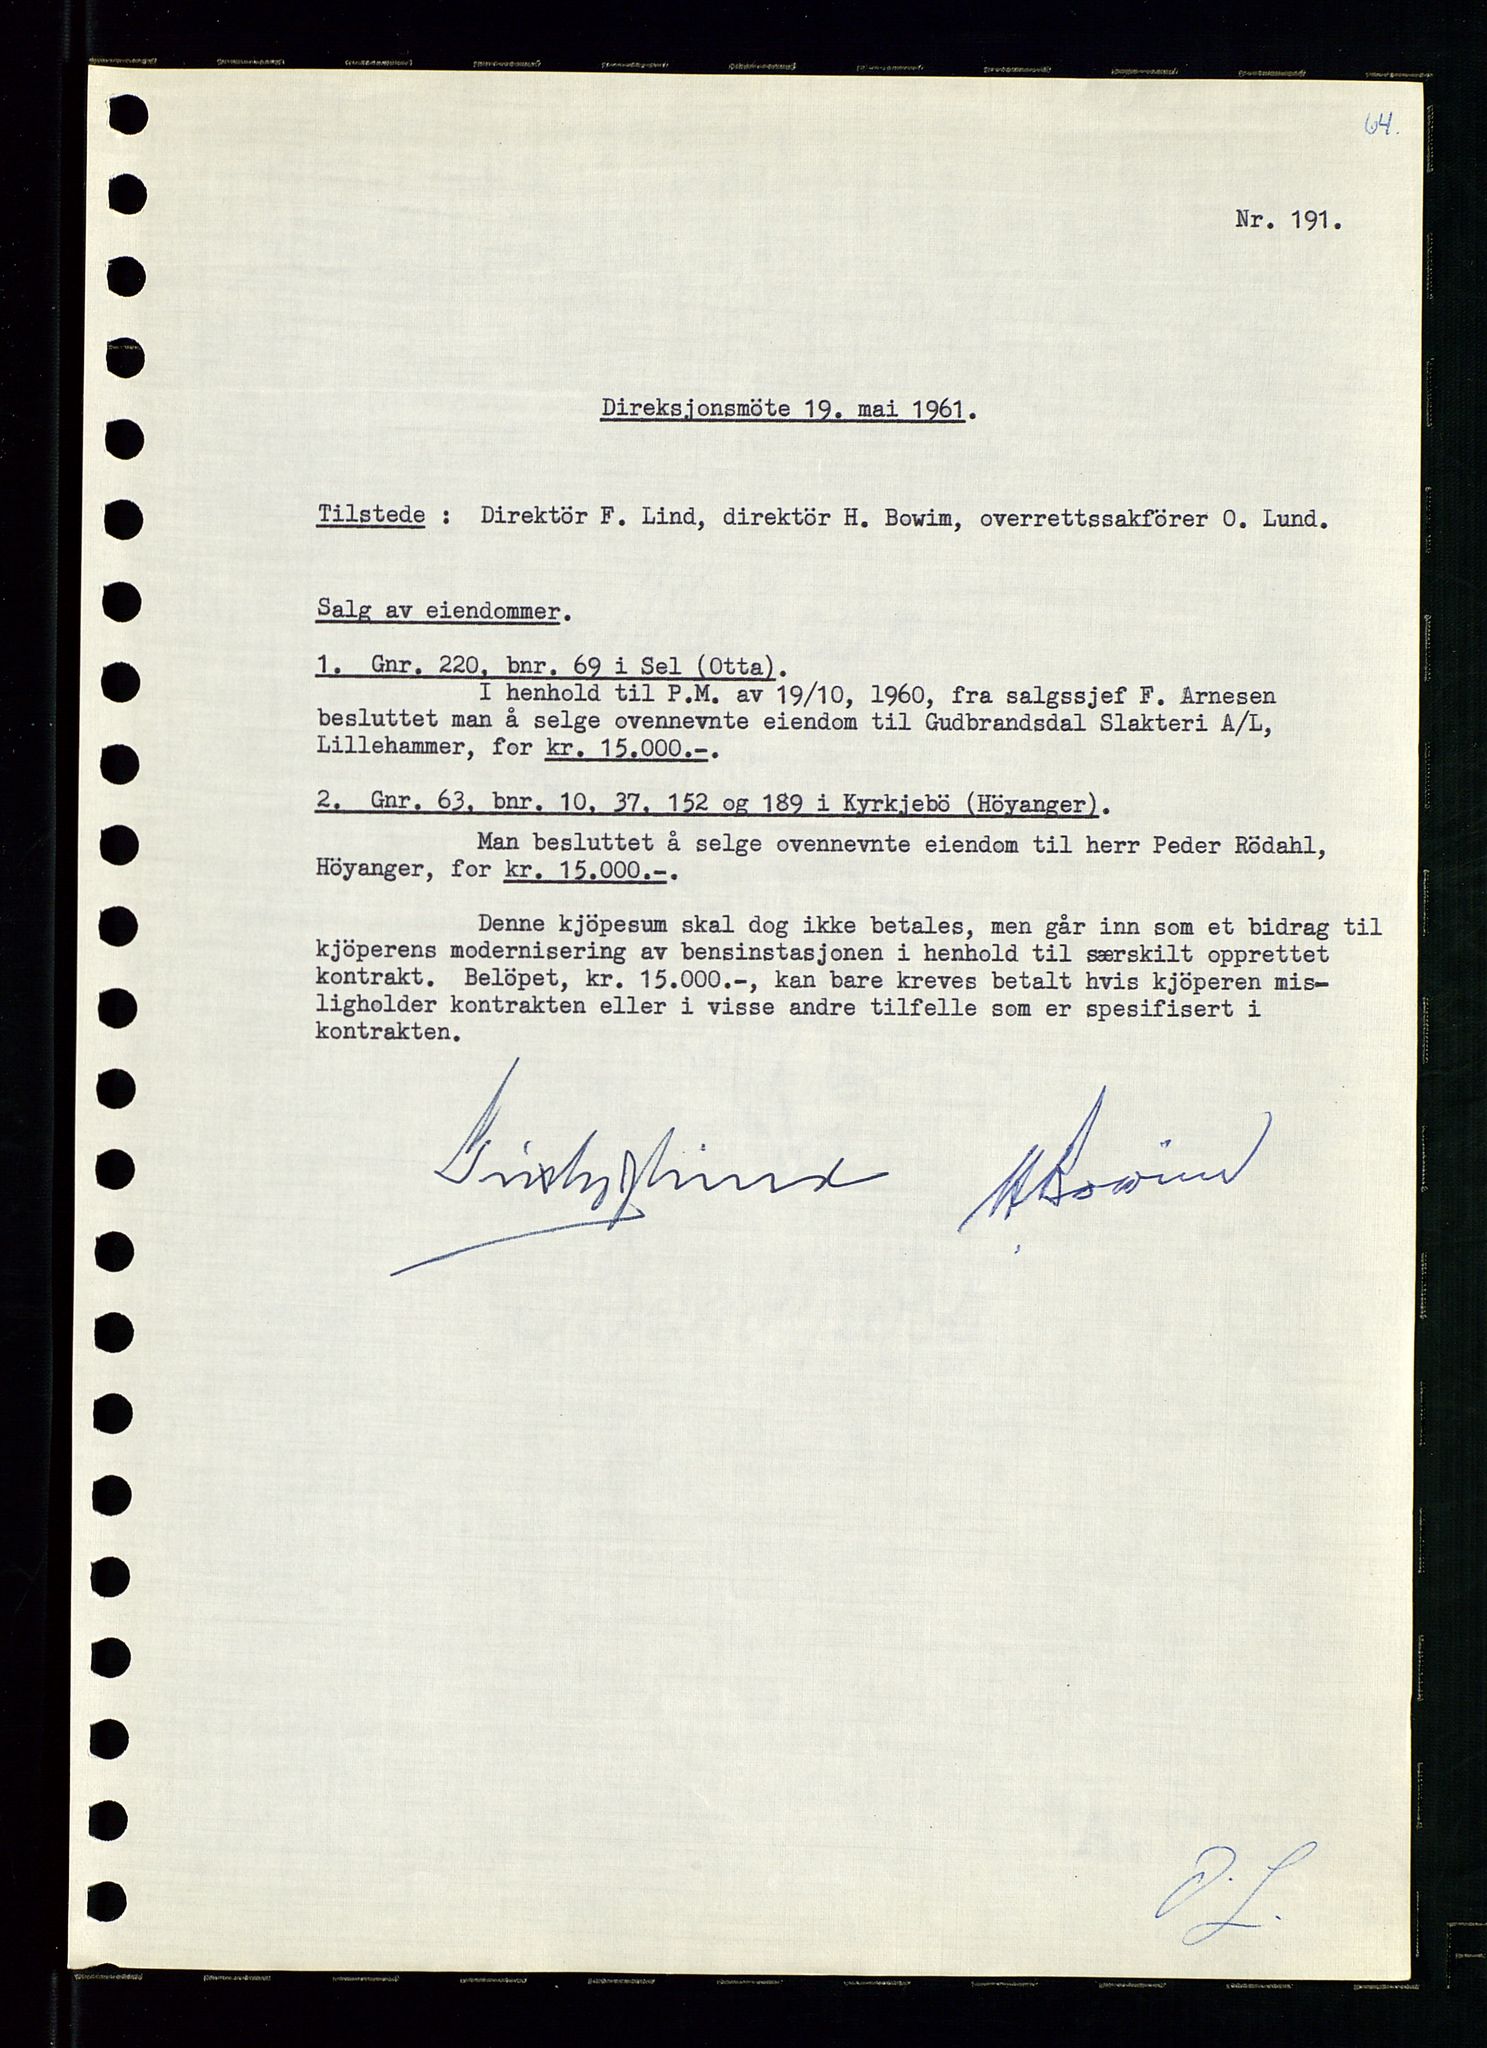 64.
Nr. 191.
Direksjonsmöte 19. mai 1961.
Tilstede : Direktör F. Lind, direktör H. Bowim, overrettssakförer O. Lund.
Salg av eiendommer.
1. Gnr. 220, bnr. 69 i Sel (Otta).
I henhold til P.M. av 19/10, 1960, fra salgssjef F. Arnesen
besluttet man å selge ovennevnte eiendom til Gudbrandsdal Slakteri A/L,
Lillehammer, for kr. 15.000.-.
2. Gnr. 63, bnr. 10, 37, 152 og 189 i Kyrkjebö (Höyanger).
Man besluttet å selge ovennevnte eiendom til herr Peder Rödahl,
Höyanger, for kr. 15.000.-.
Denne kjöpesum skal dog ikke betales, men går inn som et bidrag til
kjöperens modernisering av bensinstasjonen i henhold til særskilt opprettet
kontrakt. Belöpet, kr. 15.000.-, kan bare kreves betalt hvis kjöperen mis-
ligholder kontrakten eller i visse andre tilfelle som er spesifisert i
kontrakten.
H Bowim
O. L.